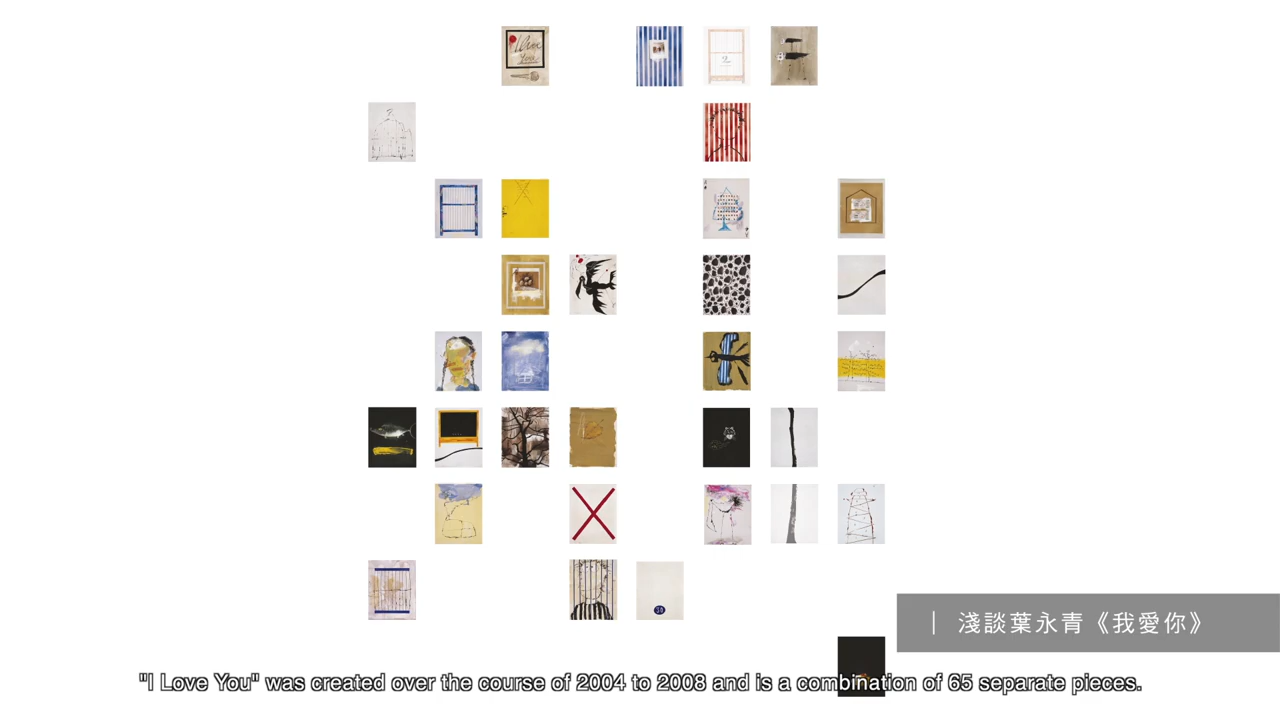 淺談葉永青《我愛你》
"I Love You" was created over the course of 2004 to 2008 and is a combination of 65 separate pieces.